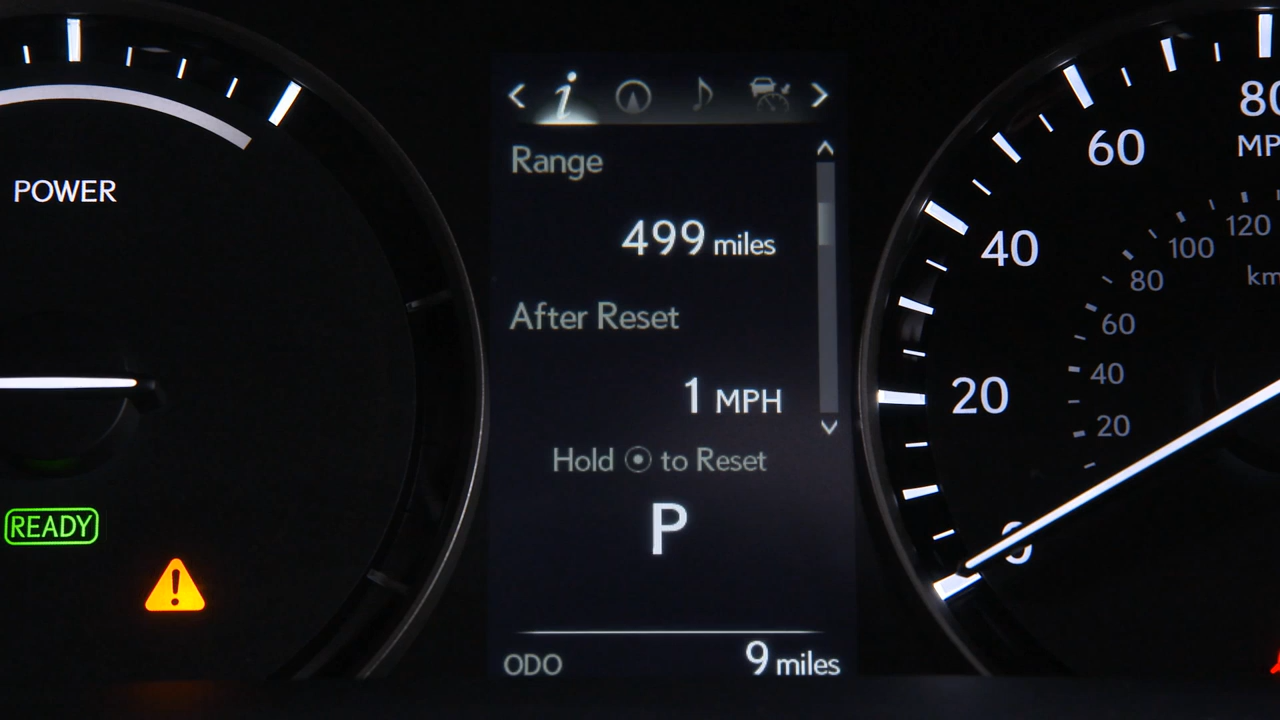 POWER
READY
!
i
Range
499 miles
After Reset
1 MPH
Hold to Reset
P
ODO 9 miles
80
MP
60
40
20
0
120
100
80
km
60
40
20